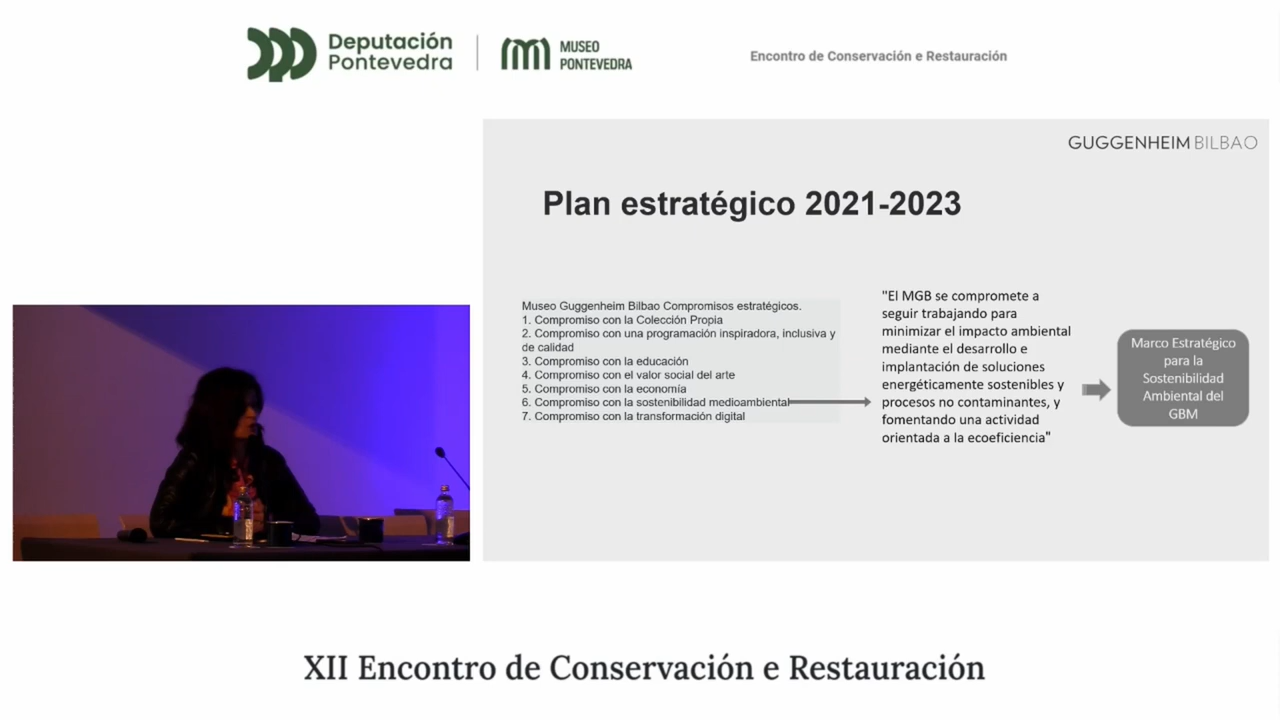 Deputación
Pontevedra
MUSEO
PONTEVEDRA
Encontro de Conservación e Restauración
GUGGENHEIM BILBAO
Plan estratégico 2021-2023
Museo Guggenheim Bilbao Compromisos estratégicos.
1. Compromiso con la Colección Propia
2. Compromiso con una programación inspiradora, inclusiva y
de calidad
3. Compromiso con la educación
4. Compromiso con el valor social del arte
5. Compromiso con la economía
6. Compromiso con la sostenibilidad medioambiental
7. Compromiso con la transformación digital
"El MGB se compromete a
seguir trabajando para
minimizar el impacto ambiental
mediante el desarrollo e
implantación de soluciones
energéticamente sostenibles y
procesos no contaminantes, y
fomentando una actividad
orientada a la ecoeficiencia"
Marco Estratégico
para la
Sostenibilidad
Ambiental del
GBM
XII Encontro de Conservación e Restauración